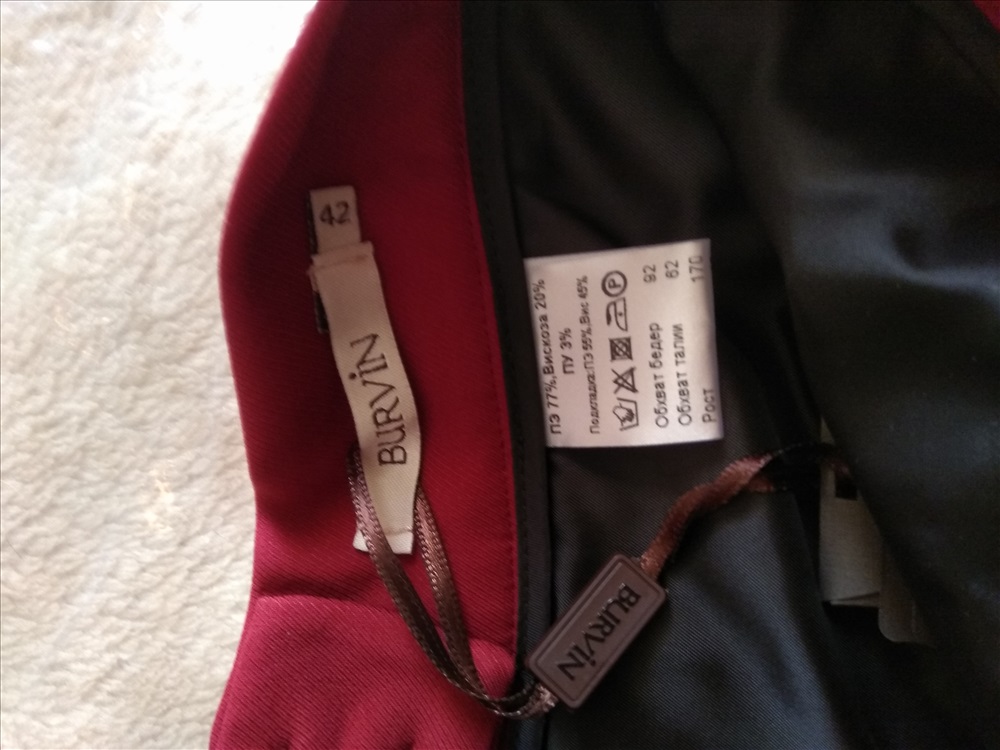 42
BURViN
ПЭ 77%,Вискоза 20%
ПУ 3%
Подкладка:ПЭ 55%,Вис 45%
P
Обхват бедер 92
Обхват талии 62
Рост 170
BURViN